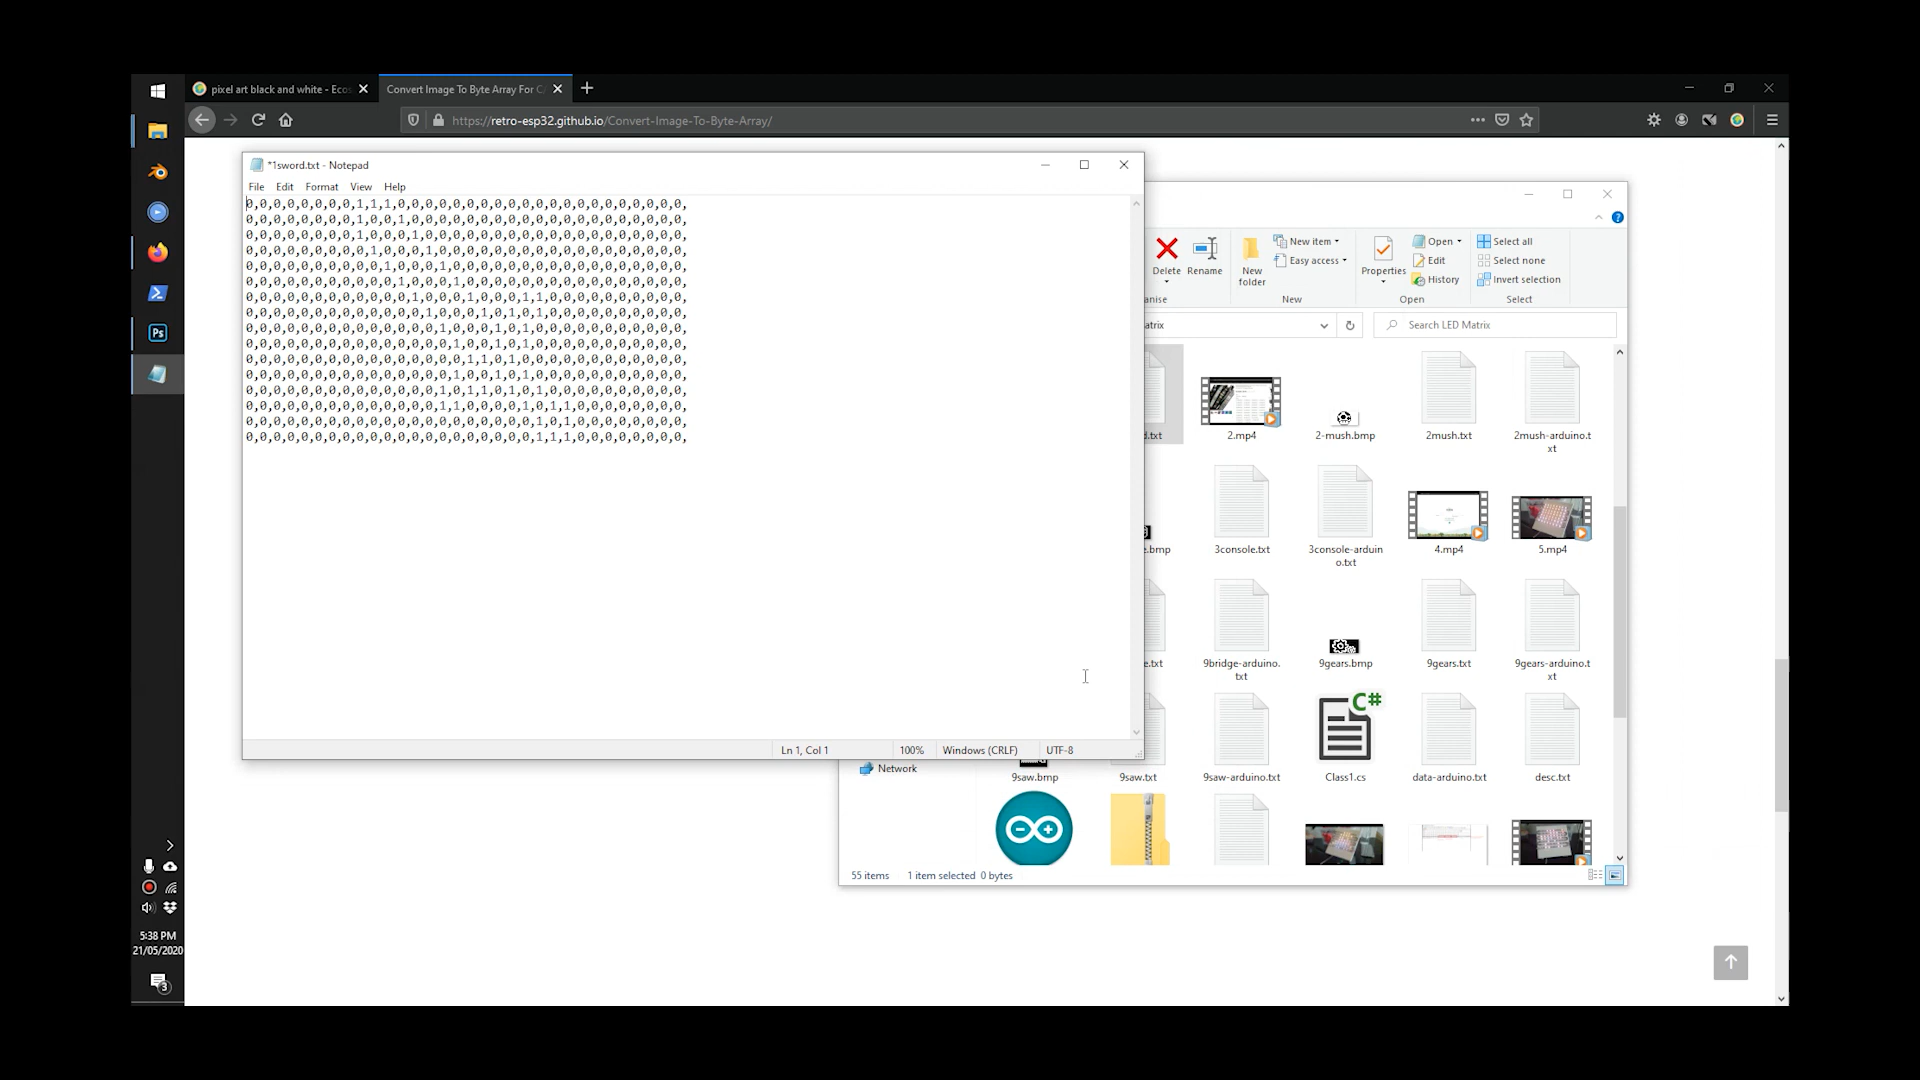 pixel art black and white - Ecos
Convert Image To Byte Array For C/
https://retro-esp32.github.io/Convert-Image-To-Byte-Array/
*1sword.txt - Notepad
File Edit Format View Help
0,0,0,0,0,0,0,0,1,1,1,0,0,0,0,0,0,0,0,0,0,0,0,0,0,0,0,0,0,0,0,0,
0,0,0,0,0,0,0,0,1,0,0,1,0,0,0,0,0,0,0,0,0,0,0,0,0,0,0,0,0,0,0,0,
0,0,0,0,0,0,0,0,1,0,0,0,1,0,0,0,0,0,0,0,0,0,0,0,0,0,0,0,0,0,0,0,
0,0,0,0,0,0,0,0,0,1,0,0,0,1,0,0,0,0,0,0,0,0,0,0,0,0,0,0,0,0,0,0,
0,0,0,0,0,0,0,0,0,0,1,0,0,0,1,0,0,0,0,0,0,0,0,0,0,0,0,0,0,0,0,0,
0,0,0,0,0,0,0,0,0,0,0,1,0,0,0,1,0,0,0,0,0,0,0,0,0,0,0,0,0,0,0,0,
0,0,0,0,0,0,0,0,0,0,0,0,1,0,0,0,1,0,0,0,1,1,0,0,0,0,0,0,0,0,0,0,
0,0,0,0,0,0,0,0,0,0,0,0,0,1,0,0,0,1,0,1,0,1,0,0,0,0,0,0,0,0,0,0,
0,0,0,0,0,0,0,0,0,0,0,0,0,0,1,0,0,0,1,0,1,0,0,0,0,0,0,0,0,0,0,0,
0,0,0,0,0,0,0,0,0,0,0,0,0,0,0,1,0,0,1,0,1,0,0,0,0,0,0,0,0,0,0,0,
0,0,0,0,0,0,0,0,0,0,0,0,0,0,0,0,1,1,0,1,0,0,0,0,0,0,0,0,0,0,0,0,
0,0,0,0,0,0,0,0,0,0,0,0,0,0,0,1,0,0,1,0,1,0,0,0,0,0,0,0,0,0,0,0,
0,0,0,0,0,0,0,0,0,0,0,0,0,0,1,0,1,1,0,1,0,1,0,0,0,0,0,0,0,0,0,0,
0,0,0,0,0,0,0,0,0,0,0,0,0,0,1,1,0,0,0,0,1,0,1,1,0,0,0,0,0,0,0,0,
0,0,0,0,0,0,0,0,0,0,0,0,0,0,0,0,0,0,0,0,0,1,0,1,0,0,0,0,0,0,0,0,
0,0,0,0,0,0,0,0,0,0,0,0,0,0,0,0,0,0,0,0,0,1,1,1,0,0,0,0,0,0,0,0,
Ln 1, Col 1 100% Windows (CRLF) UTF-8
Delete Rename New folder New item Easy access Properties Open Edit History Select all Select none Invert selection
anise New Open Select
atrix Search LED Matrix
d.txt 2.mp4 2-mush.bmp 2mush.txt 2mush-arduino.txt
e.bmp 3console.txt 3console-arduino.txt 4.mp4 5.mp4
e.txt 9bridge-arduino.txt 9gears.bmp 9gears.txt 9gears-arduino.txt
Network
9saw.bmp 9saw.txt 9saw-arduino.txt Class1.cs data-arduino.txt desc.txt
C#
55 items 1 item selected 0 bytes
Ps
5:38 PM
21/05/2020
3